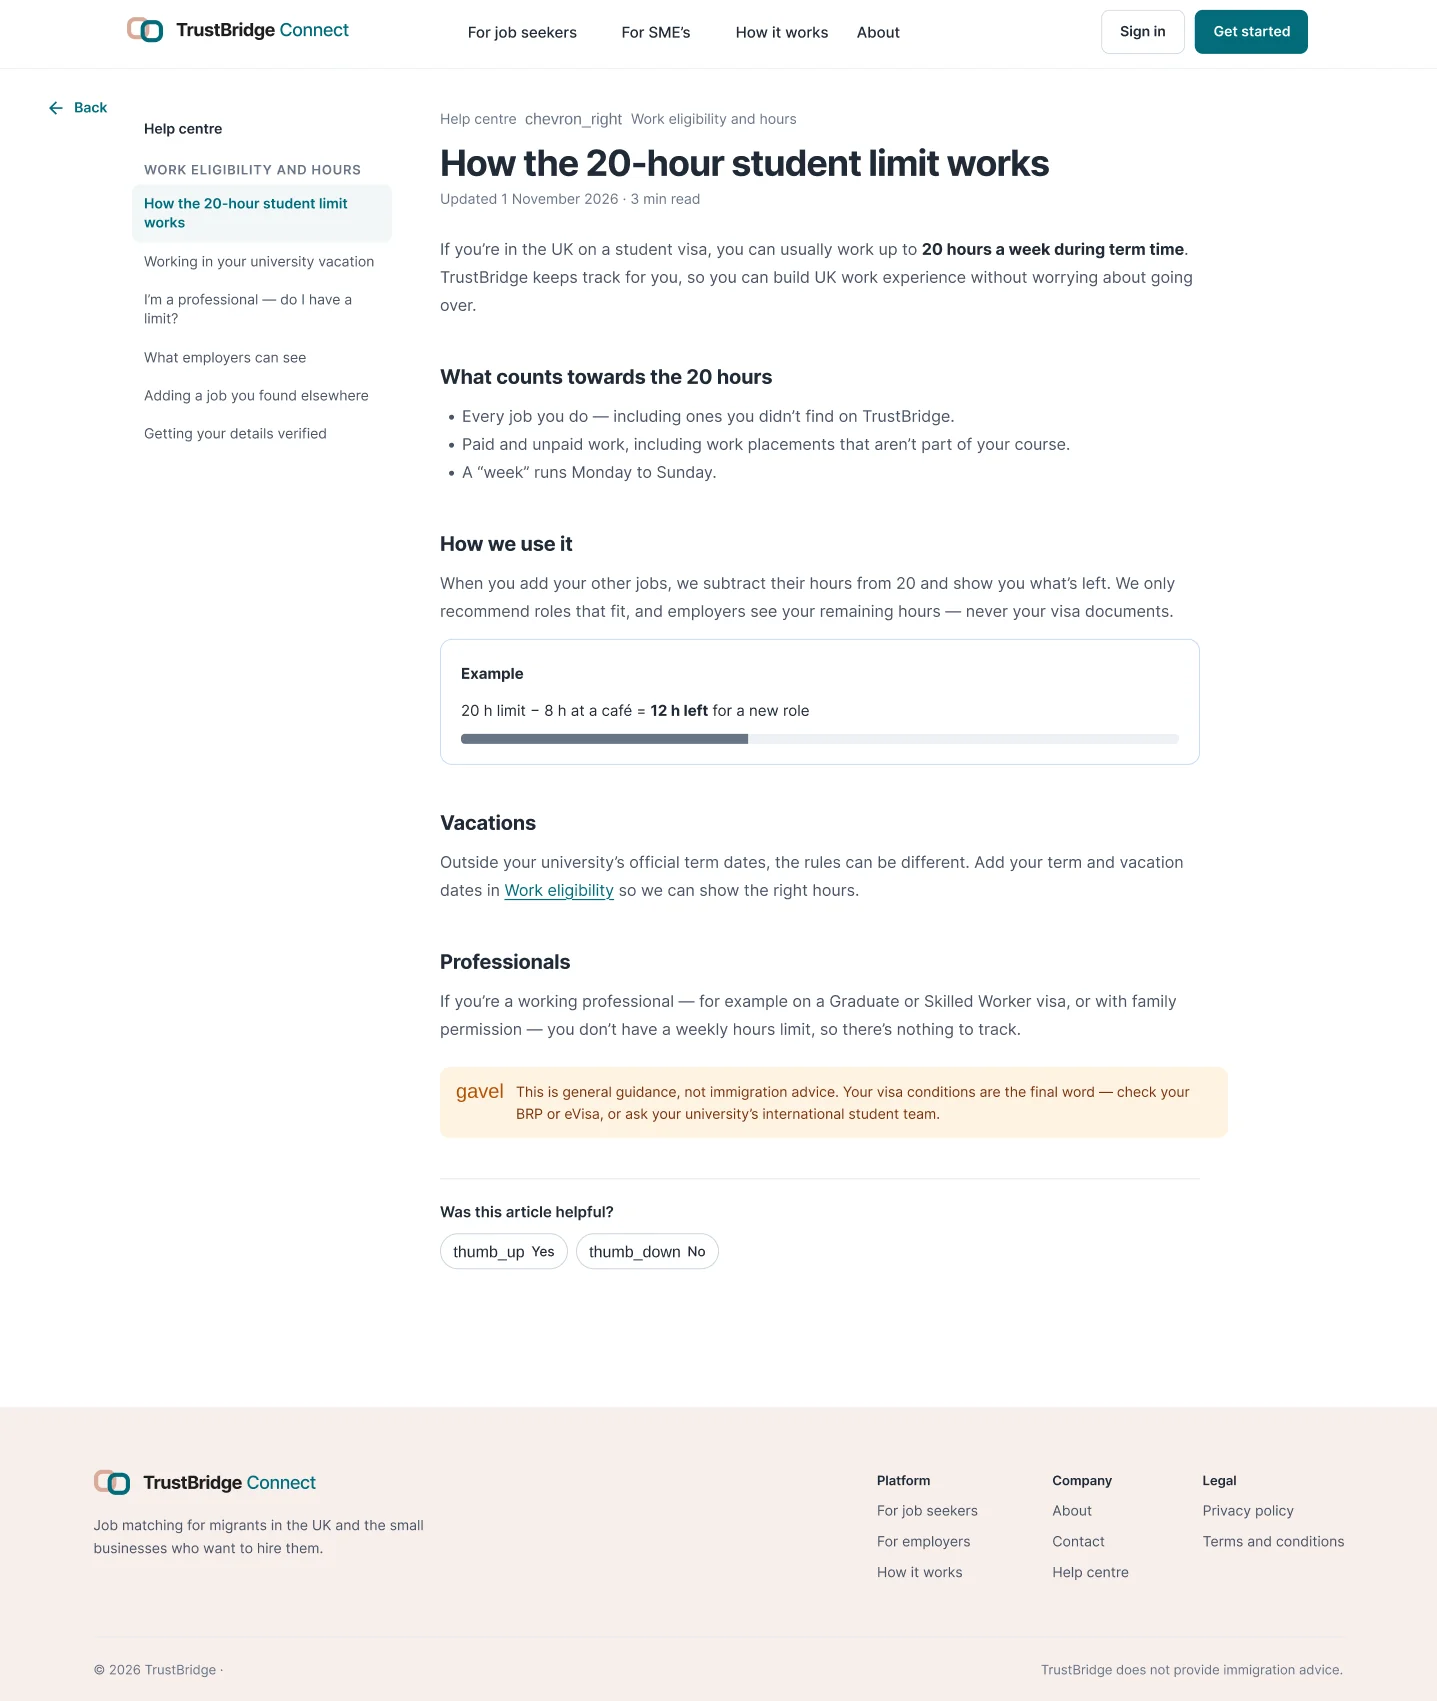 TrustBridge Connect
For job seekers
For SME’s
How it works
About
Sign in
Get started
Back
Help centre
WORK ELIGIBILITY AND HOURS
How the 20-hour student limit
works
Working in your university vacation
I’m a professional — do I have a
limit?
What employers can see
Adding a job you found elsewhere
Getting your details verified
Help centre chevron_right Work eligibility and hours
How the 20-hour student limit works
Updated 1 November 2026 · 3 min read
If you’re in the UK on a student visa, you can usually work up to 20 hours a week during term time.
TrustBridge keeps track for you, so you can build UK work experience without worrying about going
over.
What counts towards the 20 hours
• Every job you do — including ones you didn’t find on TrustBridge.
• Paid and unpaid work, including work placements that aren’t part of your course.
• A “week” runs Monday to Sunday.
How we use it
When you add your other jobs, we subtract their hours from 20 and show you what’s left. We only
recommend roles that fit, and employers see your remaining hours — never your visa documents.
Example
20 h limit − 8 h at a café = 12 h left for a new role
Vacations
Outside your university’s official term dates, the rules can be different. Add your term and vacation
dates in Work eligibility so we can show the right hours.
Professionals
If you’re a working professional — for example on a Graduate or Skilled Worker visa, or with family
permission — you don’t have a weekly hours limit, so there’s nothing to track.
gavel This is general guidance, not immigration advice. Your visa conditions are the final word — check your
BRP or eVisa, or ask your university’s international student team.
Was this article helpful?
thumb_up Yes
thumb_down No
TrustBridge Connect
Job matching for migrants in the UK and the small
businesses who want to hire them.
Platform
For job seekers
For employers
How it works
Company
About
Contact
Help centre
Legal
Privacy policy
Terms and conditions
© 2026 TrustBridge ·
TrustBridge does not provide immigration advice.